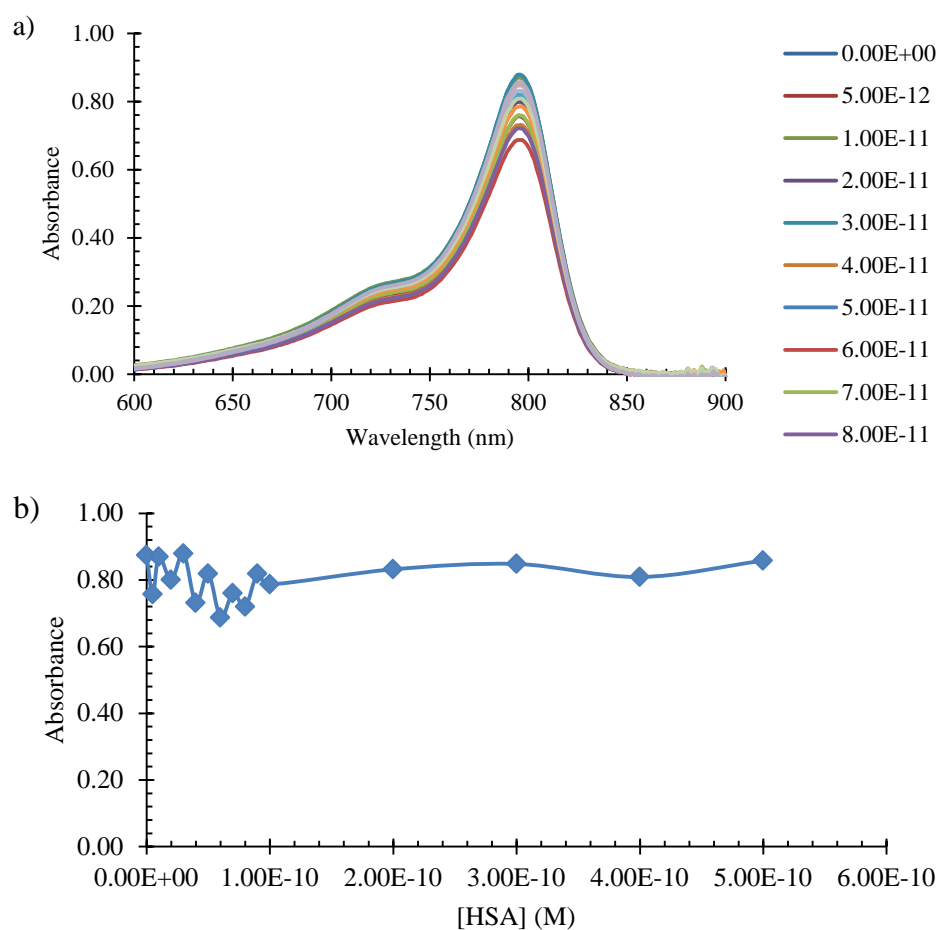 a)
1.00
0.80
0.60
0.40
0.20
0.00
Absorbance
600 650 700 750 800 850 900
Wavelength (nm)
0.00E+00
5.00E-12
1.00E-11
2.00E-11
3.00E-11
4.00E-11
5.00E-11
6.00E-11
7.00E-11
8.00E-11
b)
1.00
0.80
0.60
0.40
0.20
0.00
Absorbance
0.00E+00 1.00E-10 2.00E-10 3.00E-10 4.00E-10 5.00E-10 6.00E-10
[HSA] (M)